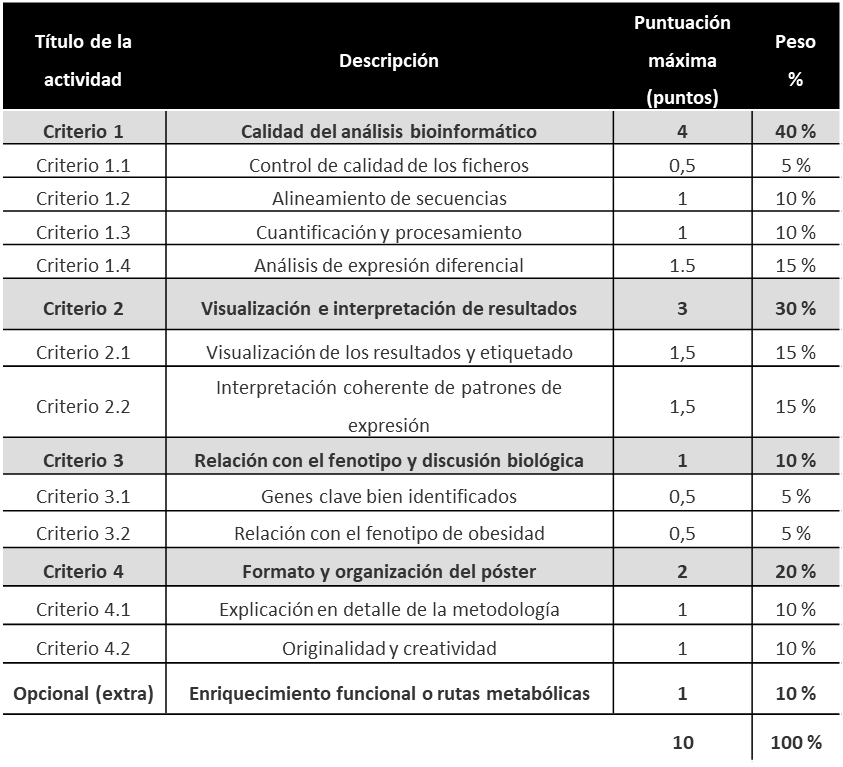 Título de la actividad | Descripción | Puntuación máxima (puntos) | Peso %
Criterio 1 | Calidad del análisis bioinformático | 4 | 40 %
Criterio 1.1 | Control de calidad de los ficheros | 0,5 | 5 %
Criterio 1.2 | Alineamiento de secuencias | 1 | 10 %
Criterio 1.3 | Cuantificación y procesamiento | 1 | 10 %
Criterio 1.4 | Análisis de expresión diferencial | 1.5 | 15 %
Criterio 2 | Visualización e interpretación de resultados | 3 | 30 %
Criterio 2.1 | Visualización de los resultados y etiquetado | 1,5 | 15 %
Criterio 2.2 | Interpretación coherente de patrones de expresión | 1,5 | 15 %
Criterio 3 | Relación con el fenotipo y discusión biológica | 1 | 10 %
Criterio 3.1 | Genes clave bien identificados | 0,5 | 5 %
Criterio 3.2 | Relación con el fenotipo de obesidad | 0,5 | 5 %
Criterio 4 | Formato y organización del póster | 2 | 20 %
Criterio 4.1 | Explicación en detalle de la metodología | 1 | 10 %
Criterio 4.2 | Originalidad y creatividad | 1 | 10 %
Opcional (extra) | Enriquecimiento funcional o rutas metabólicas | 1 | 10 %
10 | 100 %